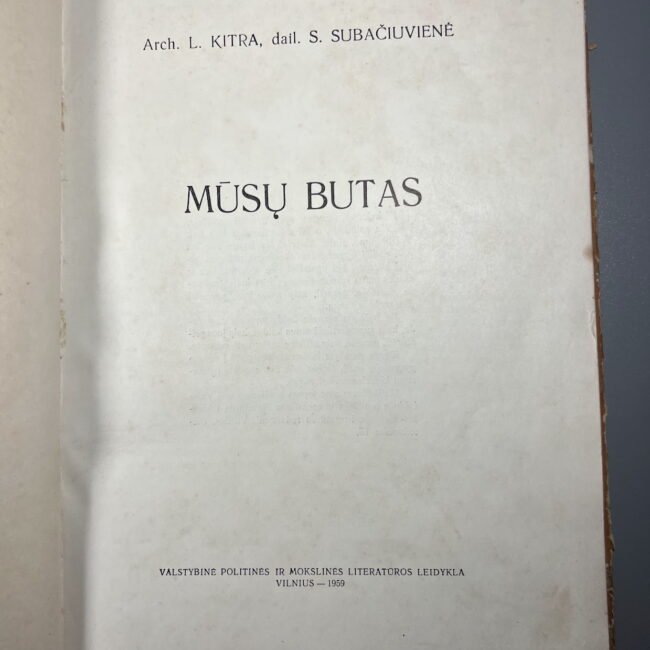 Arch. L. KITRA, dail. S. SUBAČIUVIENĖ
MŪSŲ BUTAS
VALSTYBINĖ POLITINĖS IR MOKSLINĖS LITERATŪROS LEIDYKLA
VILNIUS — 1959